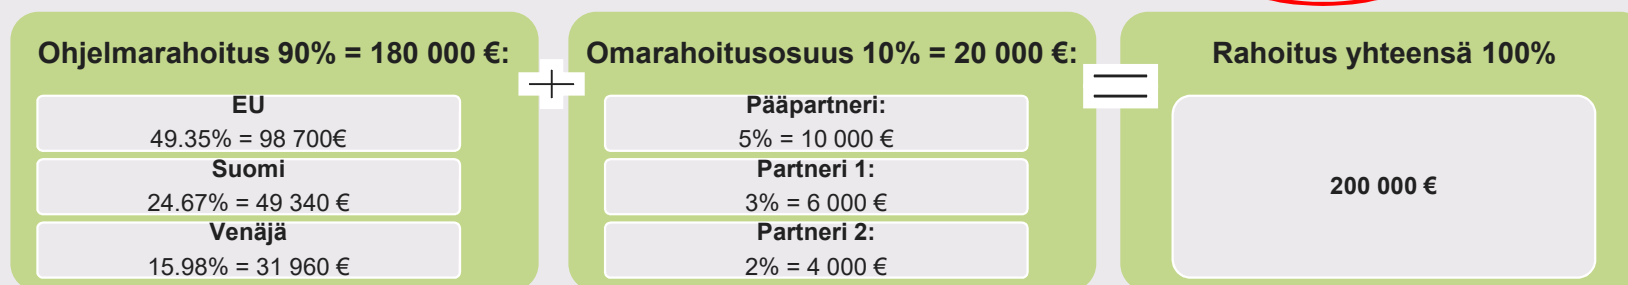 Ohjelmarahoitus 90% = 180 000 €:
EU
49.35% = 98 700€
Suomi
24.67% = 49 340 €
Venäjä
15.98% = 31 960 €
Omarahoitusosuus 10% = 20 000 €:
Pääpartneri:
5% = 10 000 €
Partneri 1:
3% = 6 000 €
Partneri 2:
2% = 4 000 €
Rahoitus yhteensä 100%
200 000 €